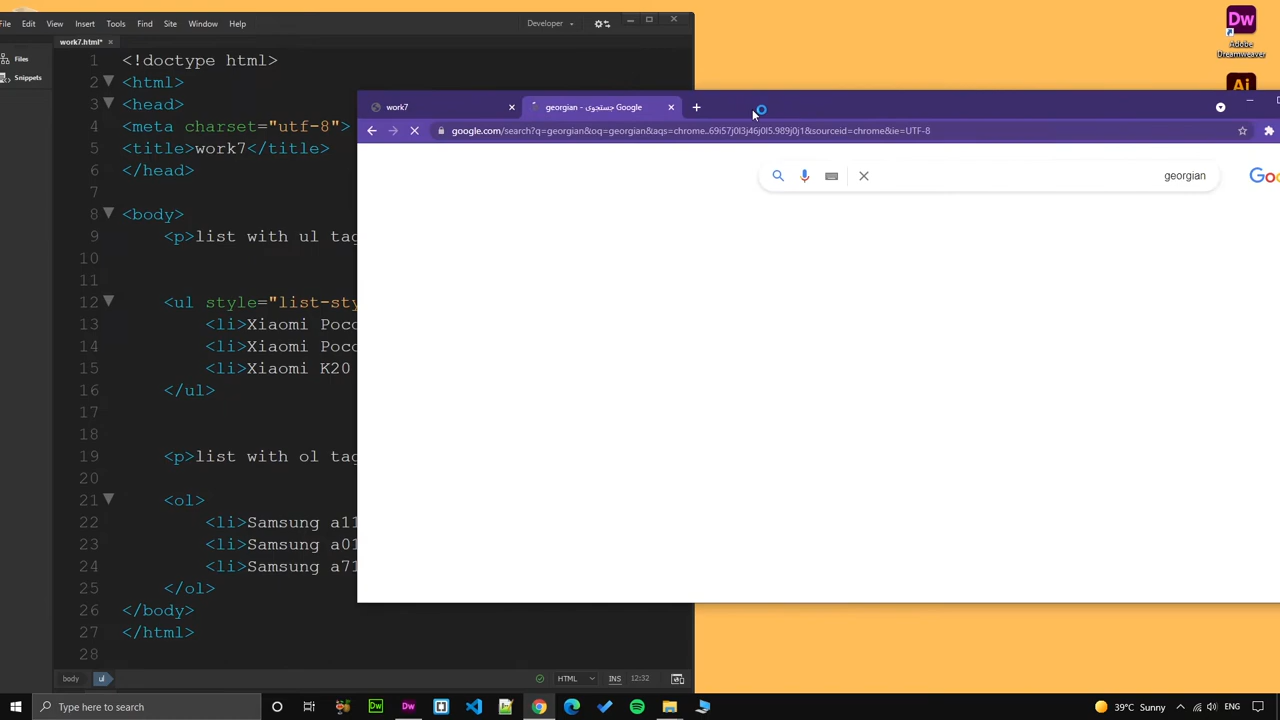 File Edit View Insert Tools Find Site Window Help
Developer
work7.html*
Files
Snippets
1 <!doctype html>
2 <html>
3 <head>
4 <meta charset="utf-8">
5 <title>work7</title>
6 </head>
7
8 <body>
9 <p>list with ul tag
10
11
12 <ul style="list-sty
13 <li>Xiaomi Poco
14 <li>Xiaomi Poco
15 <li>Xiaomi K20
16 </ul>
17
18
19 <p>list with ol tag
20
21 <ol>
22 <li>Samsung a11
23 <li>Samsung a01
24 <li>Samsung a71
25 </ol>
26 </body>
27 </html>
28
body ul
HTML INS 12:32
work7
georgian - جستجوی Google
google.com/search?q=georgian&oq=georgian&aqs=chrome..69i57j0l3j46j0l5.989j0j1&sourceid=chrome&ie=UTF-8
georgian
Goo
Dw
Adobe
Dreamweaver
Ai
Type here to search
Dw
Dw
39°C Sunny
ENG